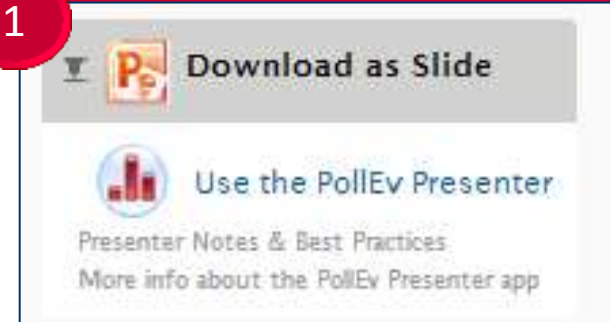 1
Download as Slide
Use the PollEv Presenter
Presenter Notes & Best Practices
More info about the PollEv Presenter app